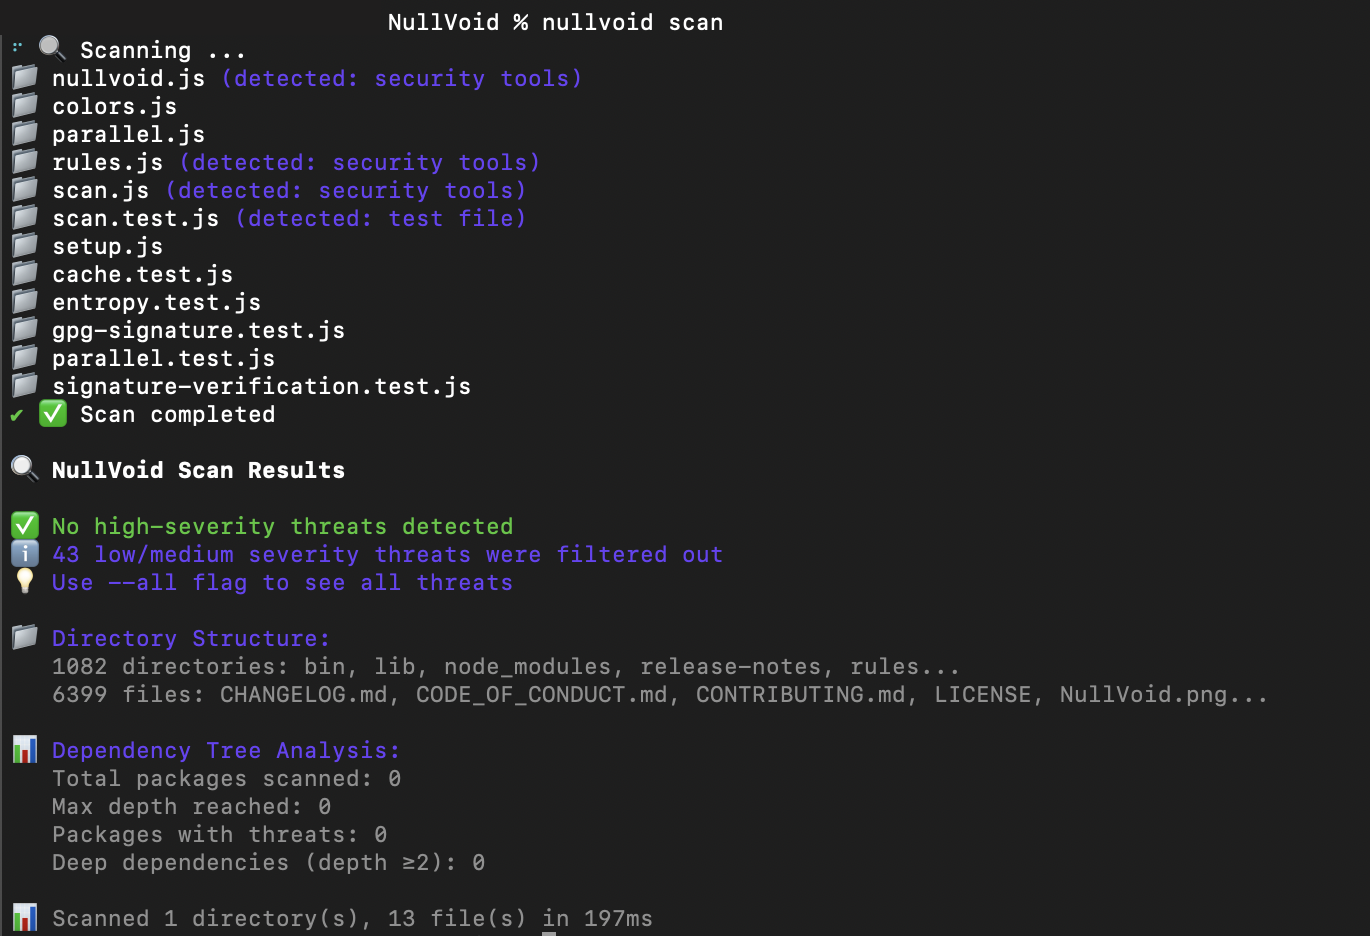 NullVoid % nullvoid scan
Scanning ...
nullvoid.js (detected: security tools)
colors.js
parallel.js
rules.js (detected: security tools)
scan.js (detected: security tools)
scan.test.js (detected: test file)
setup.js
cache.test.js
entropy.test.js
gpg-signature.test.js
parallel.test.js
signature-verification.test.js
✔ ✅ Scan completed
NullVoid Scan Results
No high-severity threats detected
43 low/medium severity threats were filtered out
Use --all flag to see all threats
Directory Structure:
1082 directories: bin, lib, node_modules, release-notes, rules...
6399 files: CHANGELOG.md, CODE_OF_CONDUCT.md, CONTRIBUTING.md, LICENSE, NullVoid.png...
Dependency Tree Analysis:
Total packages scanned: 0
Max depth reached: 0
Packages with threats: 0
Deep dependencies (depth ≥2): 0
Scanned 1 directory(s), 13 file(s) in 197ms